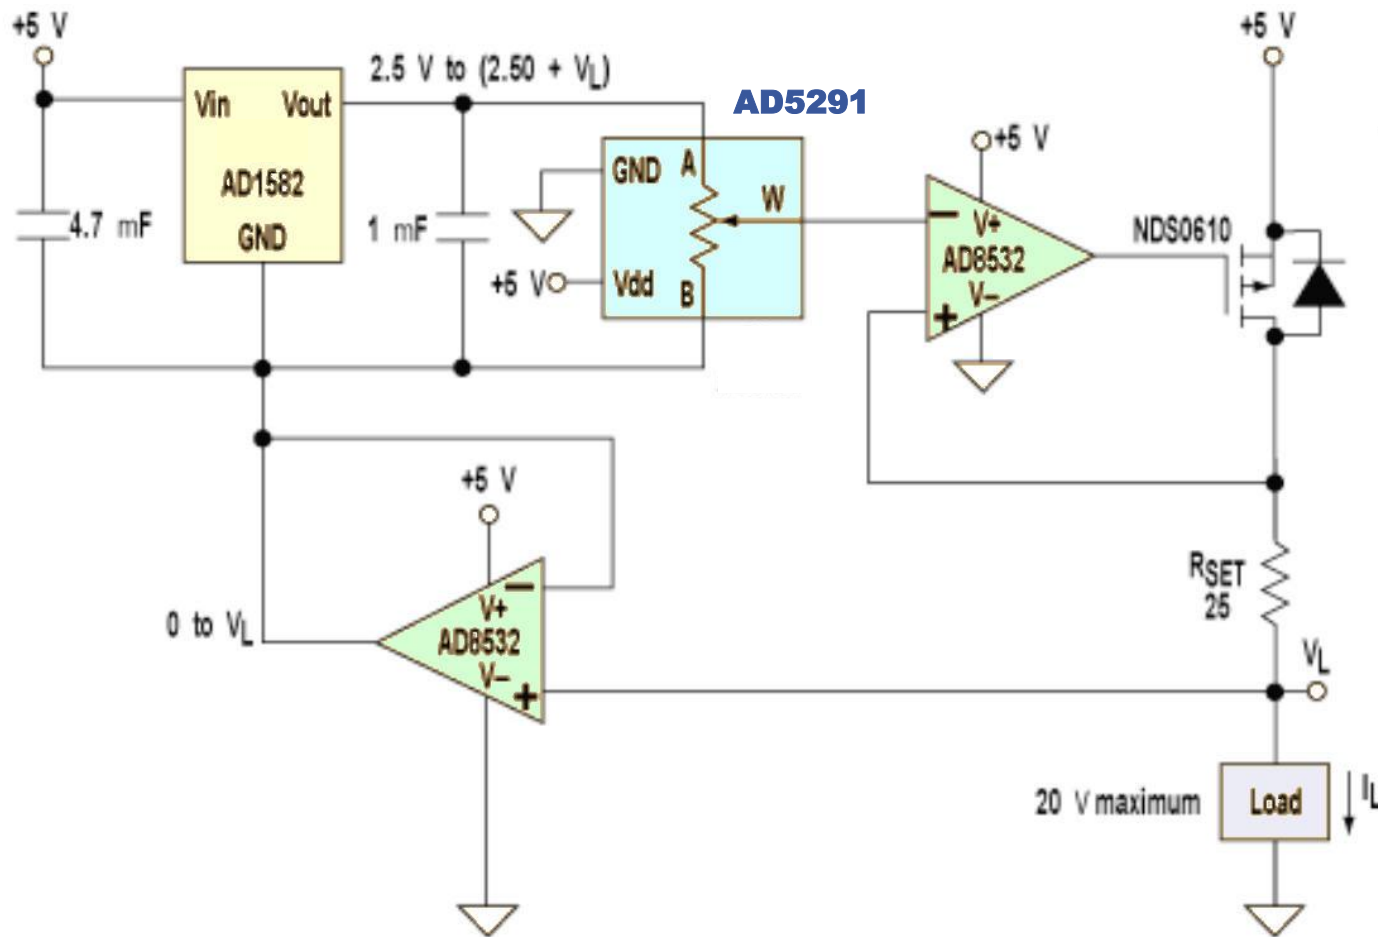 +5 V
Vin
Vout
AD1582
GND
4.7 mF
2.5 V to (2.50 + VL)
1 mF
AD5291
GND
A
W
+5 V
Vdd
B
+5 V
−
V+
AD8532
V−
+
+5 V
NDS0610
+5 V
−
V+
AD8532
V−
+
0 to VL
RSET
25
VL
20 V maximum
Load
IL